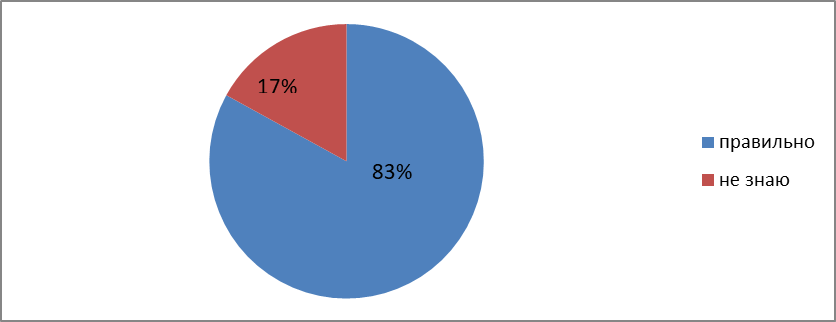 17%
83%
правильно
не знаю